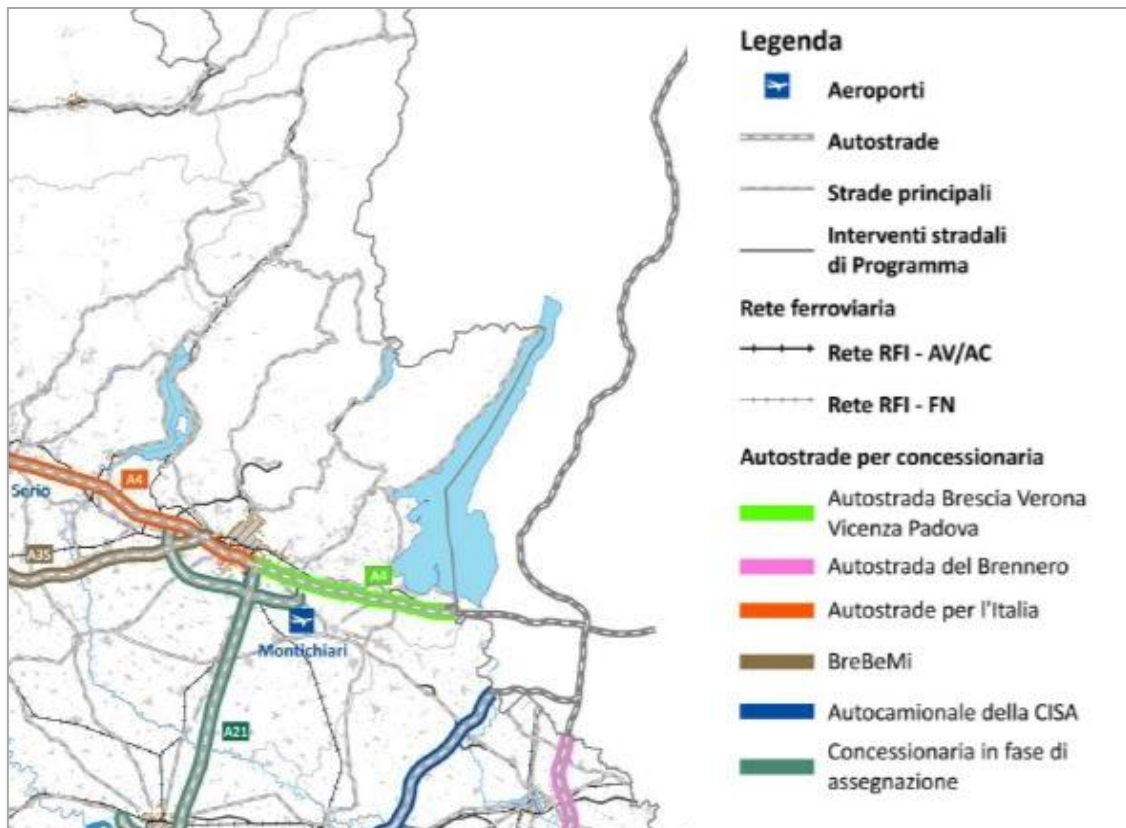 A4
Serio
A35
A4
Montichiari
A21
Legenda
Aeroporti
Autostrade
Strade principali
Interventi stradali
di Programma
Rete ferroviaria
Rete RFI - AV/AC
Rete RFI - FN
Autostrade per concessionaria
Autostrada Brescia Verona
Vicenza Padova
Autostrada del Brennero
Autostrade per l'Italia
BreBeMi
Autocamionale della CISA
Concessionaria in fase di
assegnazione